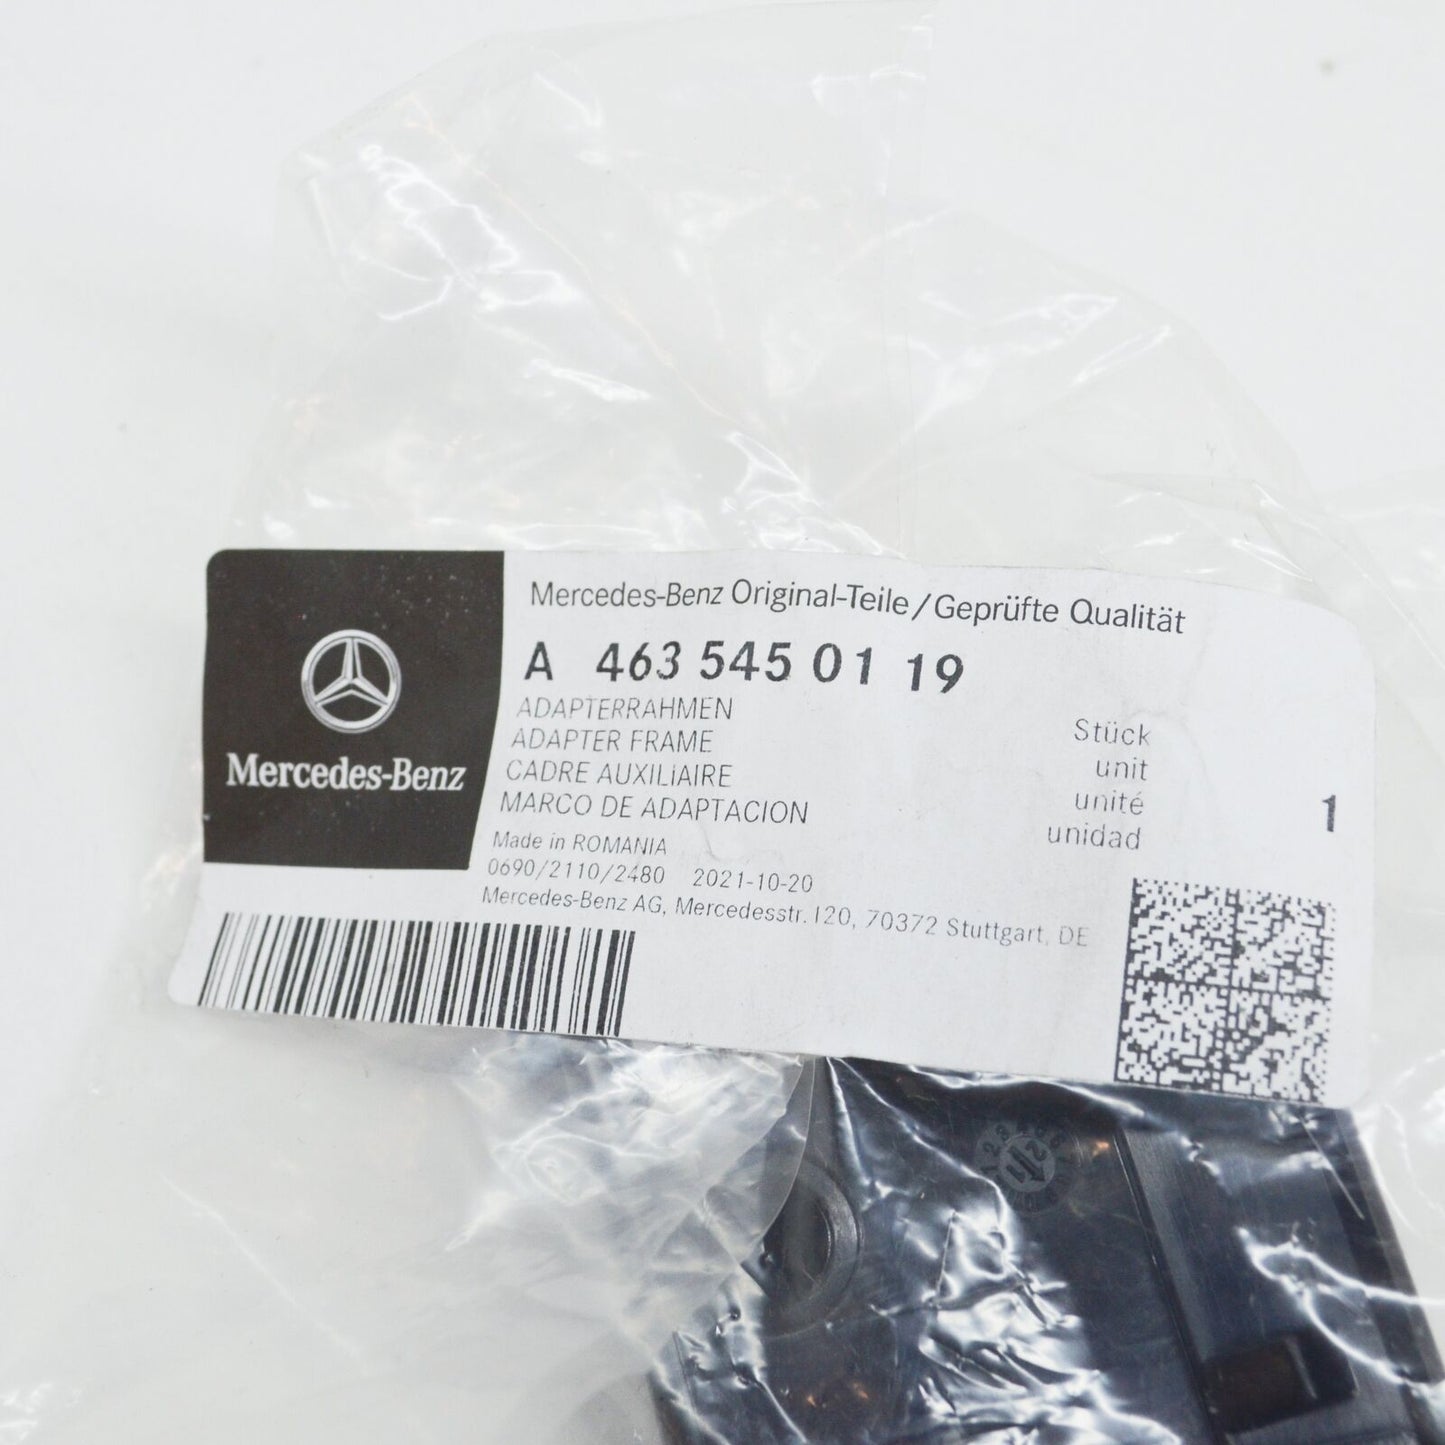 Mercedes-Benz
Mercedes-Benz Original-Teile/Geprüfte Qualität
A 463 545 01 19
ADAPTERRAHMEN
ADAPTER FRAME
CADRE AUXILIAIRE
MARCO DE ADAPTACION
Stück
unit
unité
unidad
1
Made in ROMANIA
0690/2110/2480 2021-10-20
Mercedes-Benz AG, Mercedesstr. 120, 70372 Stuttgart, DE